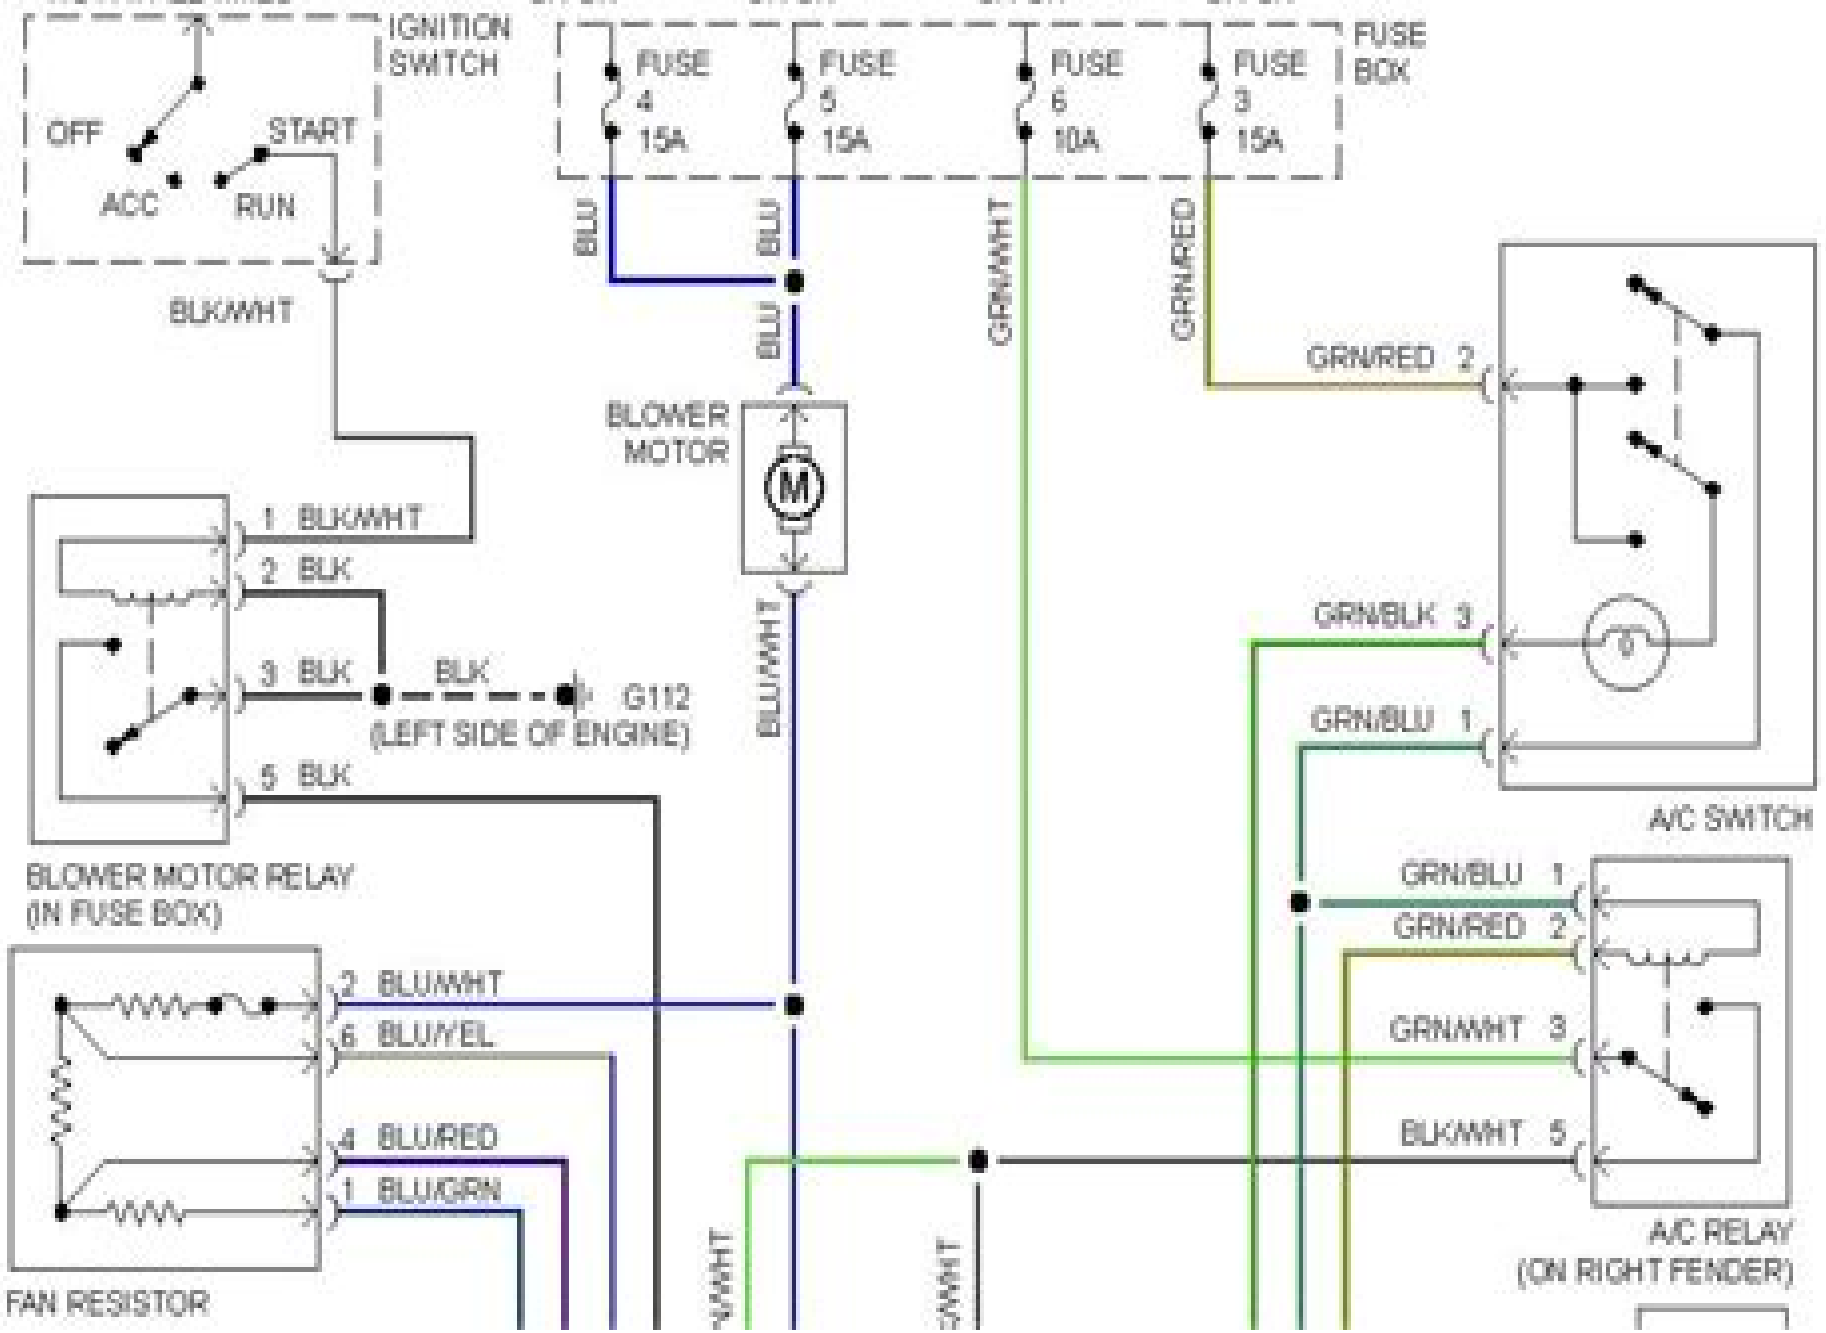 IGNITION
SWITCH
OFF
START
ACC
RUN
BLK/WHT
FUSE
4
15A
FUSE
5
15A
FUSE
6
10A
FUSE
3
15A
FUSE
BOX
BLU
BLU
BLU
GRN/WHT
GRN/RED
GRN/RED 2
BLOWER
MOTOR
M
BLU/WHT
1 BLK/WHT
2 BLK
3 BLK
BLK
G112
(LEFT SIDE OF ENGINE)
5 BLK
BLOWER MOTOR RELAY
(IN FUSE BOX)
GRN/BLK 3
GRN/BLU 1
A/C SWITCH
GRN/BLU 1
GRN/RED 2
GRN/WHT 3
BLK/WHT 5
A/C RELAY
(ON RIGHT FENDER)
2 BLU/WHT
6 BLU/YEL
4 BLU/RED
1 BLU/GRN
FAN RESISTOR
N/WHT
K/WHT